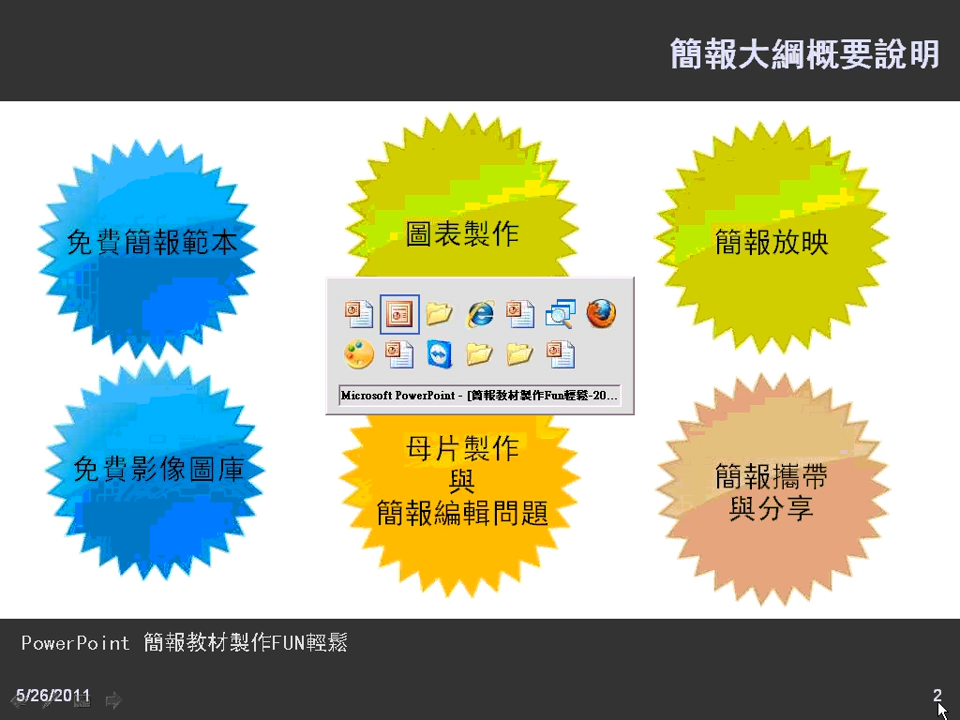 簡報大綱概要說明
免費簡報範本
圖表製作
簡報放映
Microsoft PowerPoint - [簡報教材製作Fun輕鬆-20...
免費影像圖庫
母片製作
與
簡報編輯問題
簡報攜帶
與分享
PowerPoint 簡報教材製作FUN輕鬆
5/26/2011
2